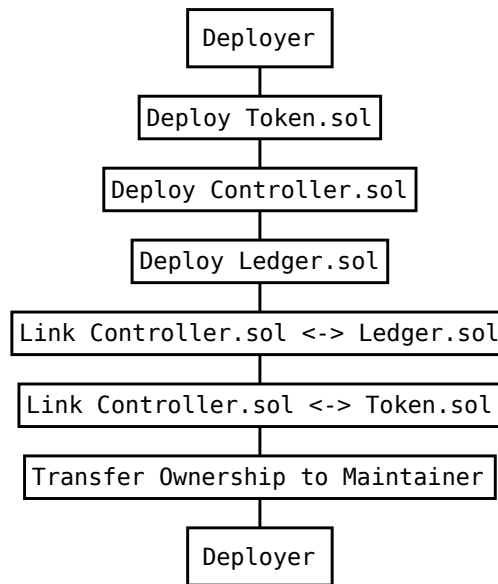 Deployer
Deploy Token.sol
Deploy Controller.sol
Deploy Ledger.sol
Link Controller.sol <-> Ledger.sol
Link Controller.sol <-> Token.sol
Transfer Ownership to Maintainer
Deployer